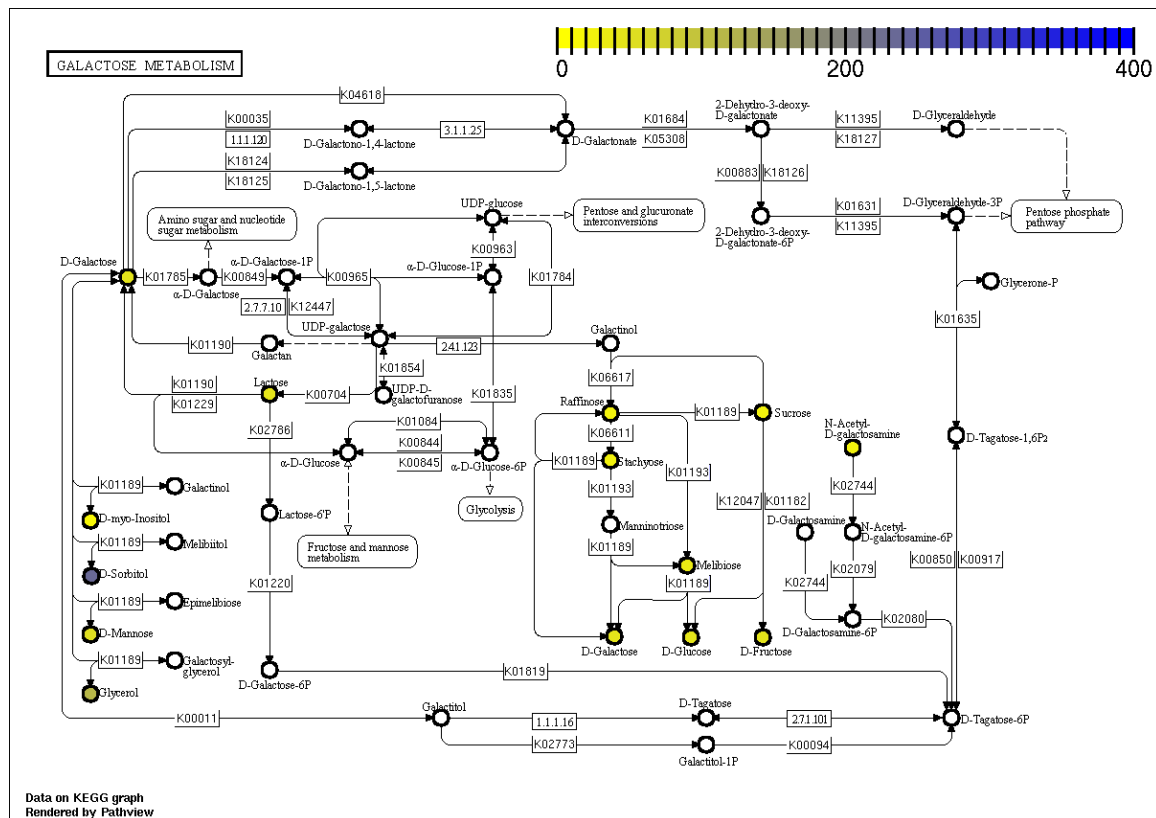 0 200 400
GALACTOSE METABOLISM
K04618
K00035
1.1.1.120
D-Galactono-1,4-lactone
3.1.1.25
D-Galactonate
K01684
K05308
2-Dehydro-3-deoxy-
D-galactonate
K11395
K18127
D-Glyceraldehyde
K18124
K18125
D-Galactono-1,5-lactone
K00883 K18126
Amino sugar and nucleotide
sugar metabolism
UDP-glucose
Pentose and glucuronate
interconversions
2-Dehydro-3-deoxy-
D-galactonate-6P
K01631
K11395
D-Glyceraldehyde-3P
Pentose phosphate
pathway
D-Galactose
K01785
α-D-Galactose
K00849
α-D-Galactose-1P
K00965
α-D-Glucose-1P
K00963
K01784
Glycerone-P
2.7.7.10
K12447
K01635
UDP-galactose
2.4.1.123
Galactinol
K01190
Galactan
K01854
UDP-D-
galactofuranose
K01190
K01229
Lactose
K00704
K01835
K06617
Raffinose
K01189
Sucrose
K02786
K01084
K00844
K00845
α-D-Glucose
α-D-Glucose-6P
K06611
K01189
Stachyose
K01193
K01193
N-Acetyl-
D-galactosamine
D-Tagatose-1,6P2
K01189
Galactinol
D-myo-Inositol
Lactose-6'P
Glycolysis
Manninotriose
K12047 K01182
K02744
D-Galactosamine
N-Acetyl-
D-galactosamine-6P
K01189
Melibiitol
D-Sorbitol
Fructose and mannose
metabolism
K01189
Melibiose
K01189
K00850 K00917
K01220
K02744
K02079
K01189
Epimelibiose
D-Mannose
D-Galactose
D-Glucose
D-Fructose
D-Galactosamine-6P
K02080
K01189
Galactosyl-
glycerol
Glycerol
D-Galactose-6P
K01819
K00011
Galactitol
1.1.1.16
D-Tagatose
2.7.1.101
D-Tagatose-6P
K02773
Galactitol-1P
K00094
Data on KEGG graph
Rendered by Pathview